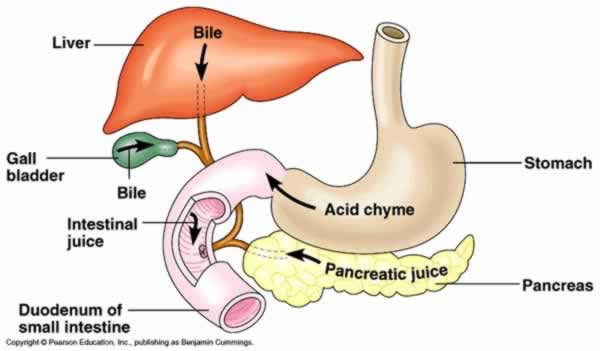 Bile
Liver
Gall
bladder
Bile
Stomach
Acid chyme
Intestinal
juice
Pancreatic juice
Pancreas
Duodenum of
small intestine
Copyright © Pearson Education, Inc., publishing as Benjamin Cummings.